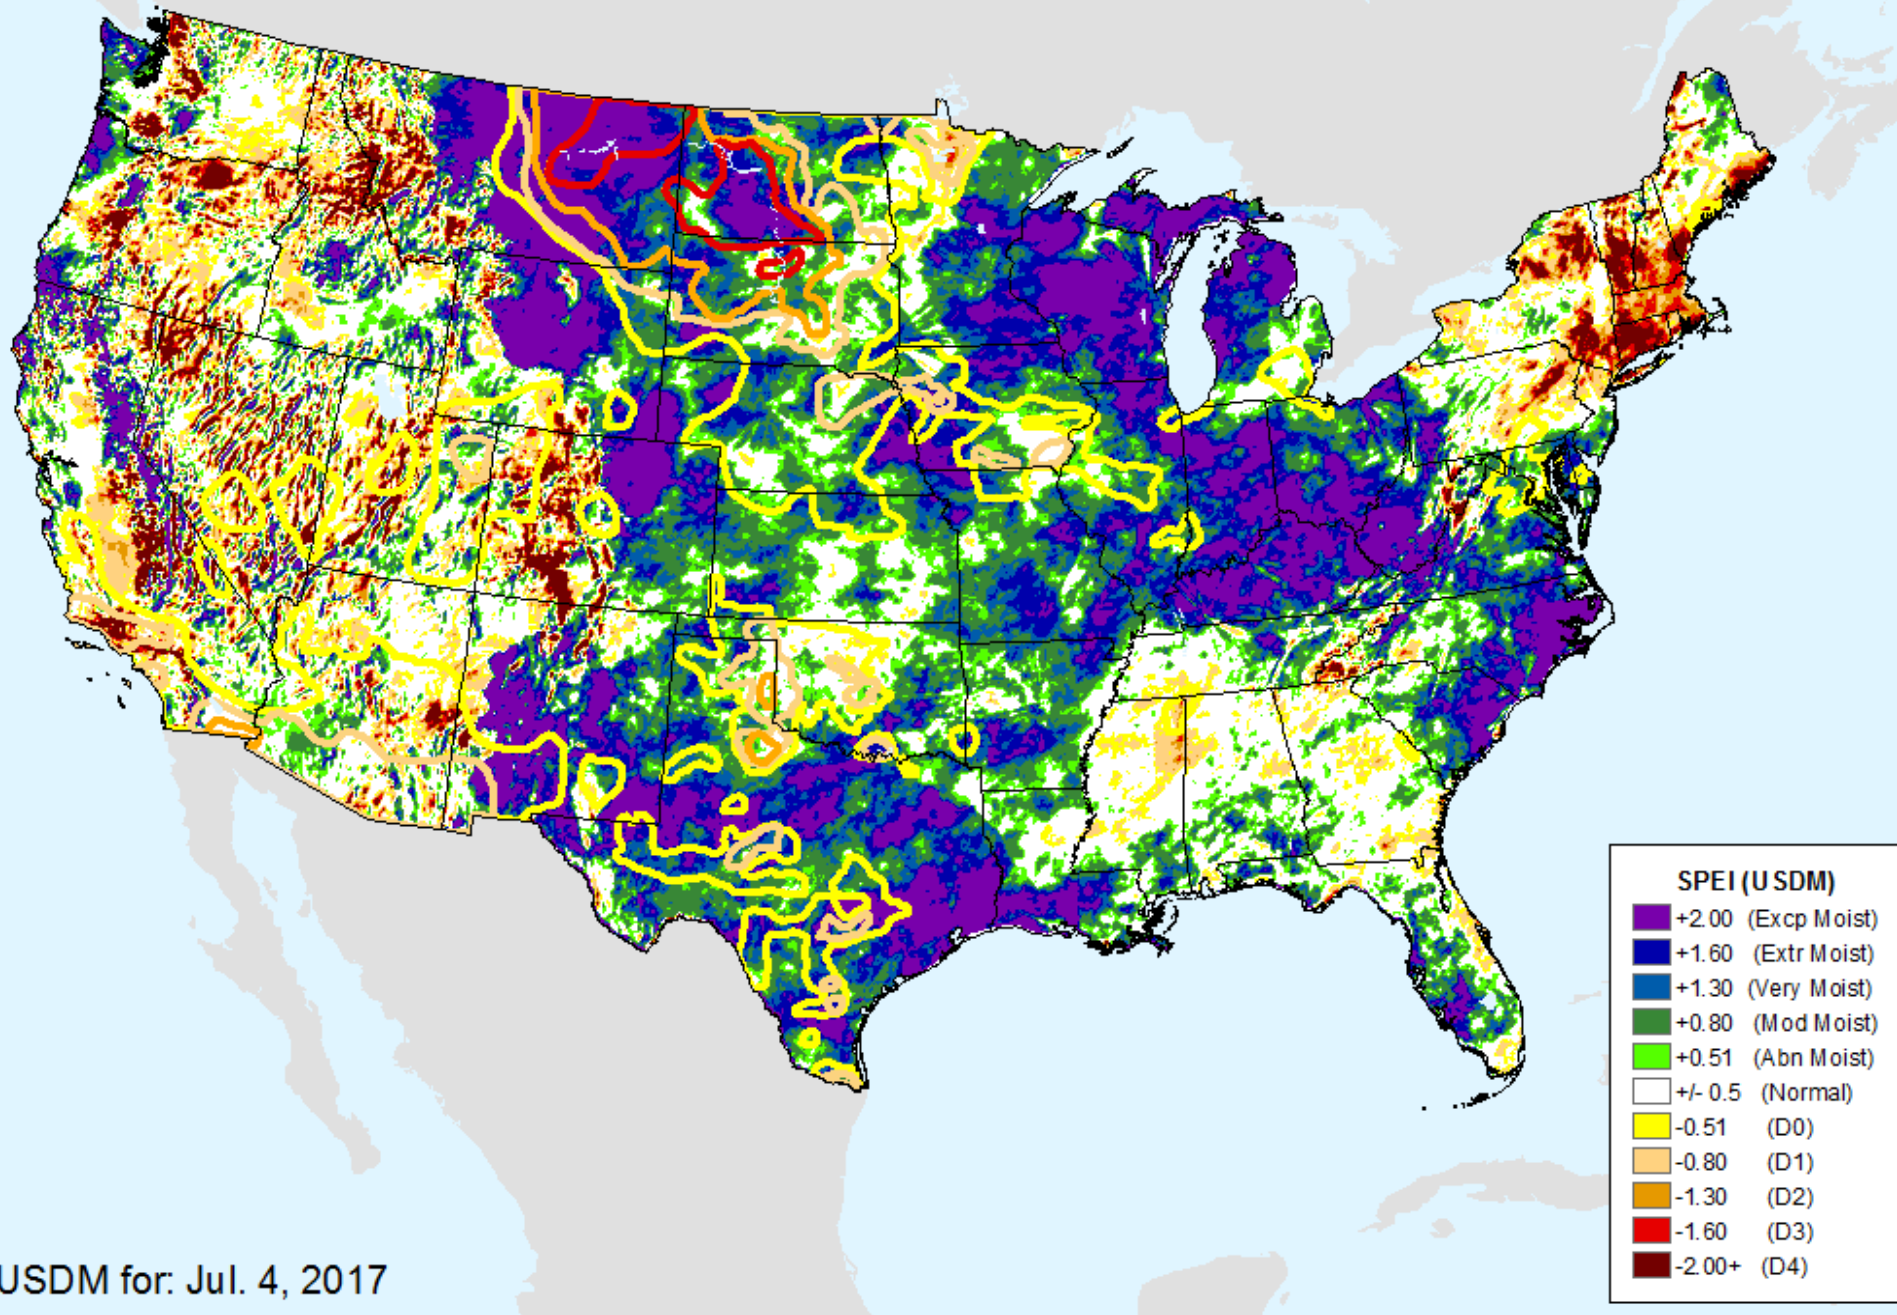 SPEI (USDM)
+2.00 (Excp Moist)
+1.60 (Extr Moist)
+1.30 (Very Moist)
+0.80 (Mod Moist)
+0.51 (Abn Moist)
+/- 0.5 (Normal)
-0.51 (D0)
-0.80 (D1)
-1.30 (D2)
-1.60 (D3)
-2.00+ (D4)
USDM for: Jul. 4, 2017